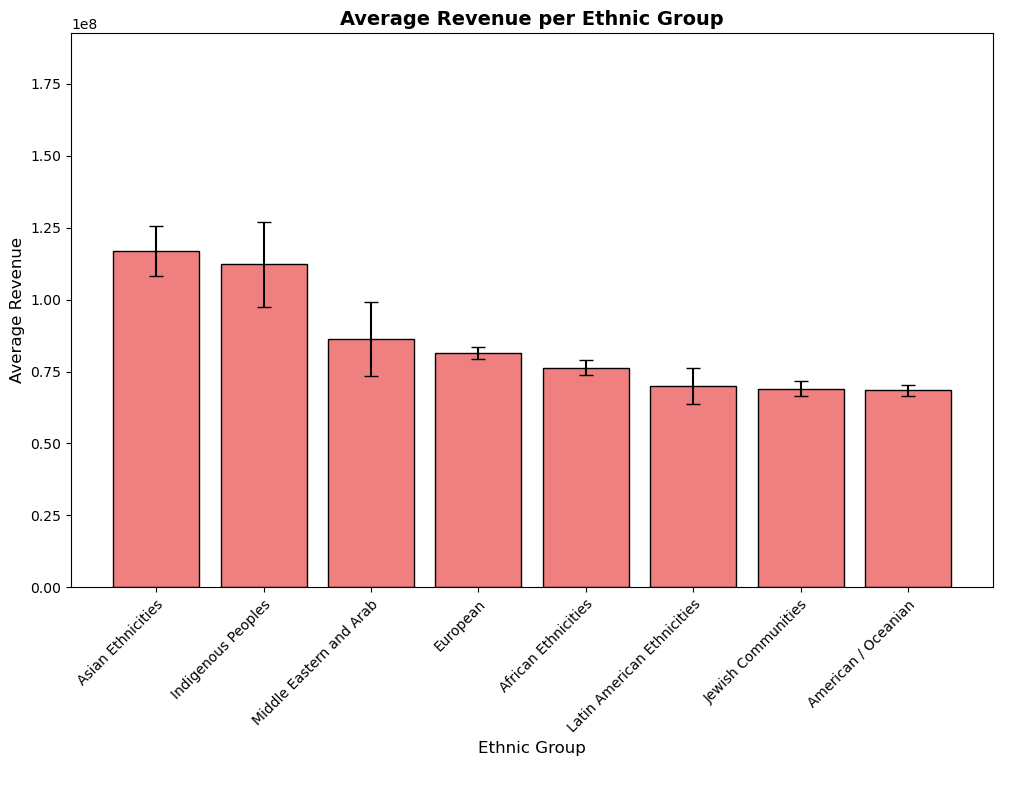 Average Revenue per Ethnic Group
1e8
1.75
1.50
1.25
1.00
0.75
0.50
0.25
0.00
Average Revenue
Asian Ethnicities
Indigenous Peoples
Middle Eastern and Arab
European
African Ethnicities
Latin American Ethnicities
Jewish Communities
American / Oceanian
Ethnic Group